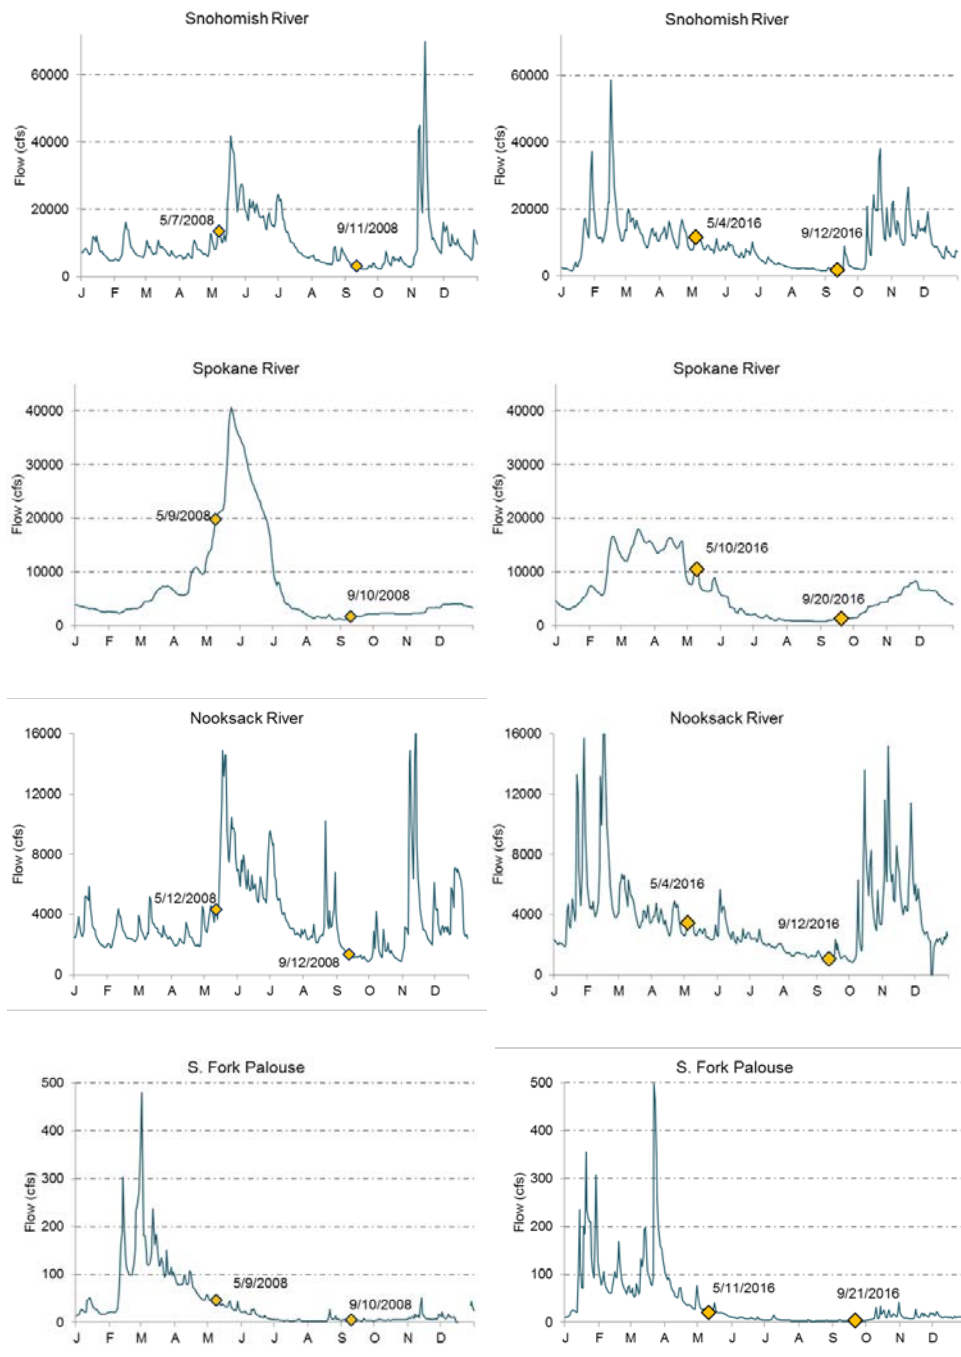 Snohomish River
60000
40000
20000
0
Flow (cfs)
5/7/2008
9/11/2008
J F M A M J J A S O N D
Snohomish River
60000
40000
20000
0
Flow (cfs)
5/4/2016
9/12/2016
J F M A M J J A S O N D
Spokane River
40000
30000
20000
10000
0
Flow (cfs)
5/9/2008
9/10/2008
J F M A M J J A S O N D
Spokane River
40000
30000
20000
10000
0
Flow (cfs)
5/10/2016
9/20/2016
J F M A M J J A S O N D
Nooksack River
16000
12000
8000
4000
0
Flow (cfs)
5/12/2008
9/12/2008
J F M A M J J A S O N D
Nooksack River
16000
12000
8000
4000
0
Flow (cfs)
5/4/2016
9/12/2016
J F M A M J J A S O N D
S. Fork Palouse
500
400
300
200
100
0
Flow (cfs)
5/9/2008
9/10/2008
J F M A M J J A S O N D
S. Fork Palouse
500
400
300
200
100
0
Flow (cfs)
5/11/2016
9/21/2016
J F M A M J J A S O N D